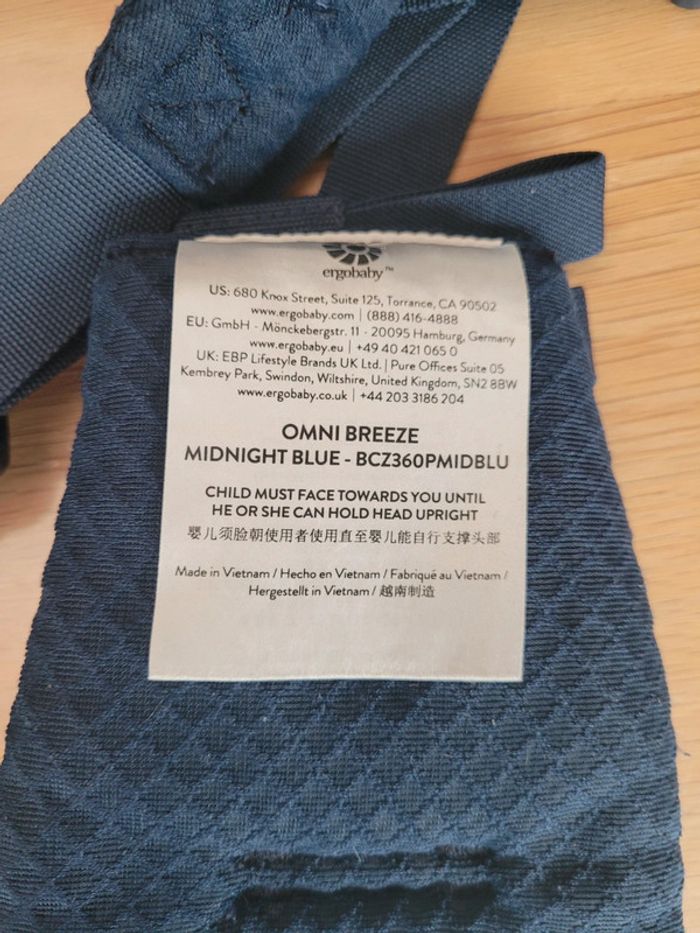 ergobaby™
US: 680 Knox Street, Suite 125, Torrance, CA 90502
www.ergobaby.com | (888) 416-4888
EU: GmbH - Mönckebergstr. 11 - 20095 Hamburg, Germany
www.ergobaby.eu | +49 40 421 065 0
UK: EBP Lifestyle Brands UK Ltd. | Pure Offices Suite 05
Kembrey Park, Swindon, Wiltshire, United Kingdom, SN2 8BW
www.ergobaby.co.uk | +44 203 3186 204
OMNI BREEZE
MIDNIGHT BLUE - BCZ360PMIDBLU
CHILD MUST FACE TOWARDS YOU UNTIL
HE OR SHE CAN HOLD HEAD UPRIGHT
婴儿须脸朝使用者使用直至婴儿能自行支撑头部
Made in Vietnam / Hecho en Vietnam / Fabriqué au Vietnam /
Hergestellt in Vietnam / 越南制造